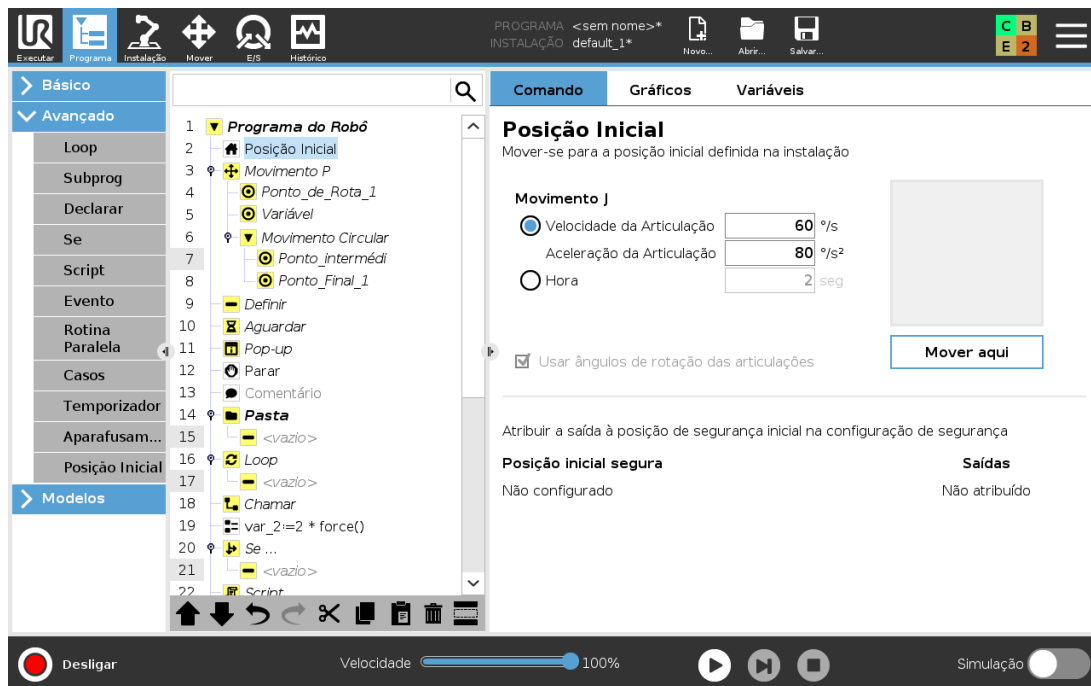 PROGRAMA <sem nome>*
INSTALAÇÃO default_1*
UR
Executar
Programa
Instalação
Mover
E/S
Histórico
Novo...
Abrir...
Salvar...
C B
E 2
Básico
Avançado
Loop
Subprog
Declarar
Se
Script
Evento
Rotina
Paralela
Casos
Temporizador
Aparafusam...
Posição Inicial
Modelos
1 Programa do Robô
2 Posição Inicial
3 Movimento P
4 Ponto_de_Rota_1
5 Variável
6 Movimento Circular
7 Ponto_intermédi
8 Ponto_Final_1
9 Definir
10 Aguardar
11 Pop-up
12 Parar
13 Comentário
14 Pasta
15 <vazio>
16 Loop
17 <vazio>
18 Chamar
19 var_2:=2 * force()
20 Se ...
21 <vazio>
22 Script
Comando Gráficos Variáveis
Posição Inicial
Mover-se para a posição inicial definida na instalação
Movimento J
Velocidade da Articulação 60 °/s
Aceleração da Articulação 80 °/s²
Hora 2 seg
Mover aqui
Usar ângulos de rotação das articulações
Atribuir a saída à posição de segurança inicial na configuração de segurança
Posição inicial segura Saídas
Não configurado Não atribuído
Desligar
Velocidade 100%
Simulação